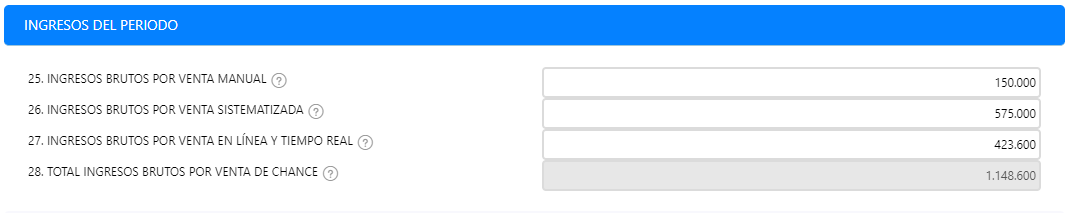 INGRESOS DEL PERIODO
25. INGRESOS BRUTOS POR VENTA MANUAL ? 150.000
26. INGRESOS BRUTOS POR VENTA SISTEMATIZADA ? 575.000
27. INGRESOS BRUTOS POR VENTA EN LÍNEA Y TIEMPO REAL ? 423.600
28. TOTAL INGRESOS BRUTOS POR VENTA DE CHANCE ? 1.148.600